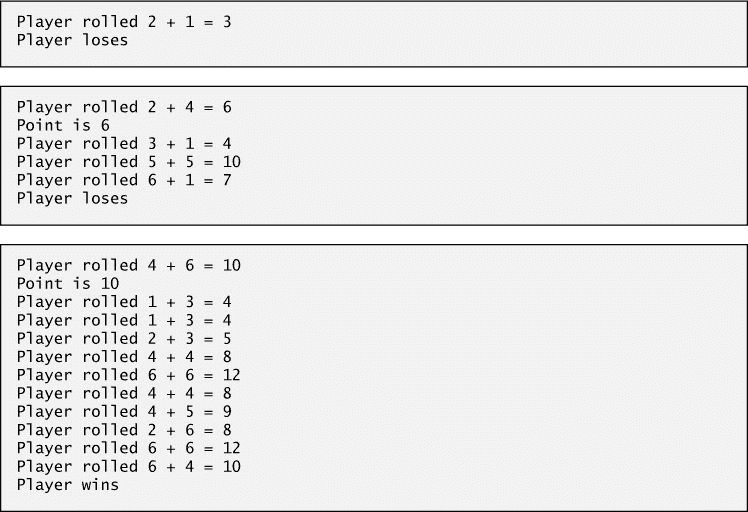 Player rolled 2 + 1 = 3
Player loses
Player rolled 2 + 4 = 6
Point is 6
Player rolled 3 + 1 = 4
Player rolled 5 + 5 = 10
Player rolled 6 + 1 = 7
Player loses
Player rolled 4 + 6 = 10
Point is 10
Player rolled 1 + 3 = 4
Player rolled 1 + 3 = 4
Player rolled 2 + 3 = 5
Player rolled 4 + 4 = 8
Player rolled 6 + 6 = 12
Player rolled 4 + 4 = 8
Player rolled 4 + 5 = 9
Player rolled 2 + 6 = 8
Player rolled 6 + 6 = 12
Player rolled 6 + 4 = 10
Player wins